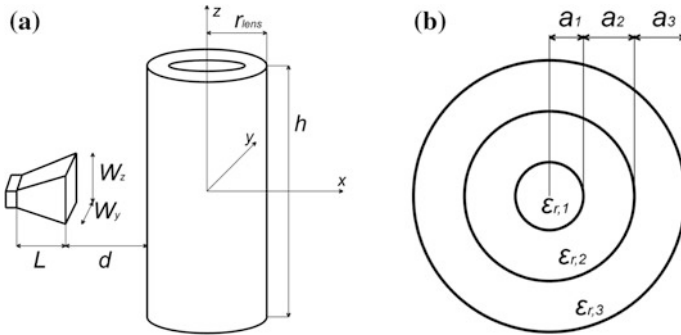 (a)
z
r_lens
h
y
x
W_z
W_y
L
d
(b)
a_1
a_2
a_3
ε_r,1
ε_r,2
ε_r,3